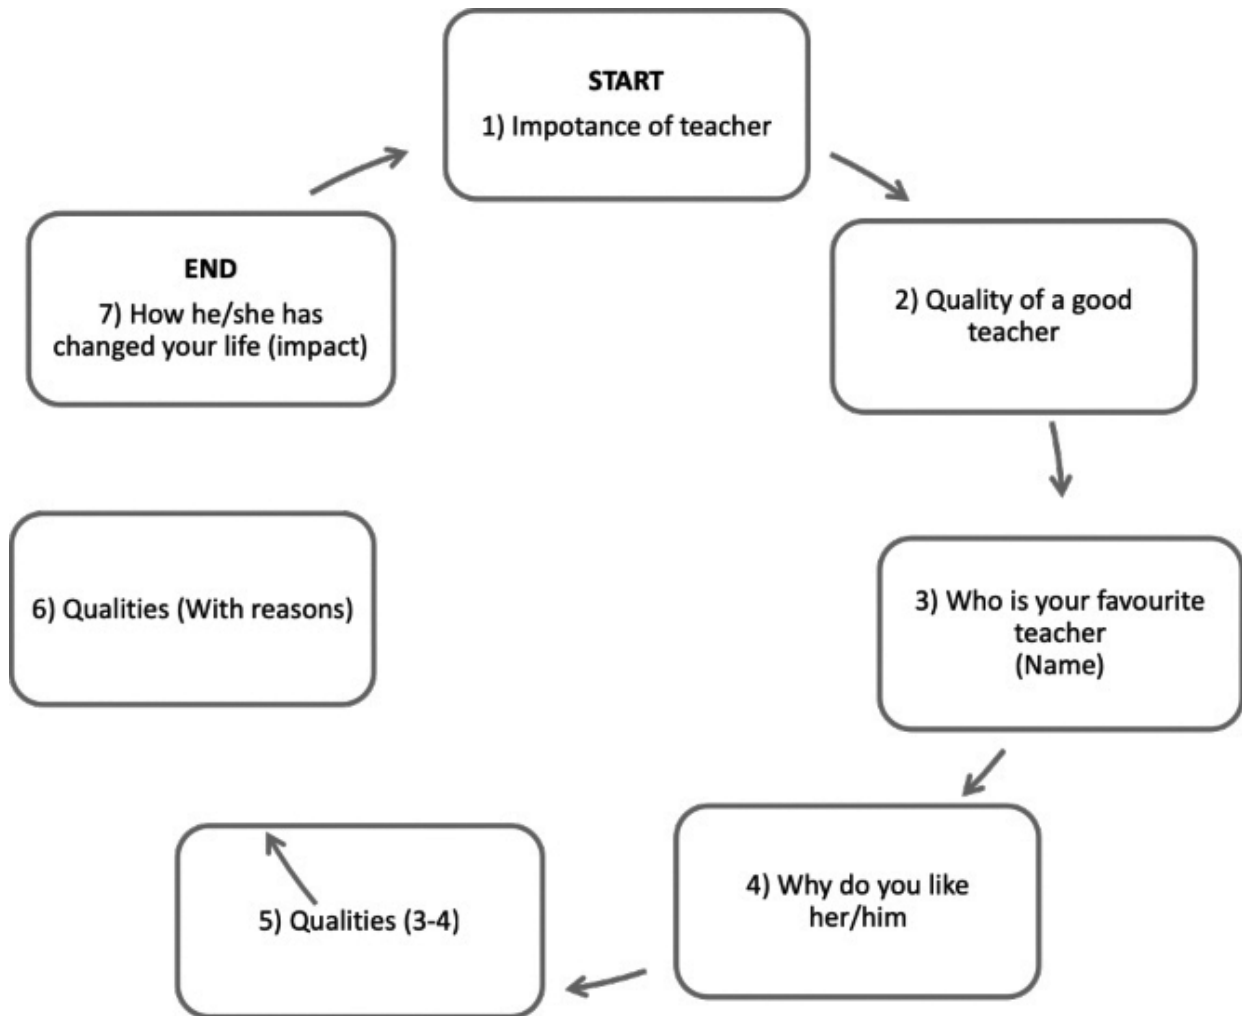 START
1) Impotance of teacher
2) Quality of a good
teacher
3) Who is your favourite
teacher
(Name)
4) Why do you like
her/him
5) Qualities (3-4)
6) Qualities (With reasons)
END
7) How he/she has
changed your life (impact)